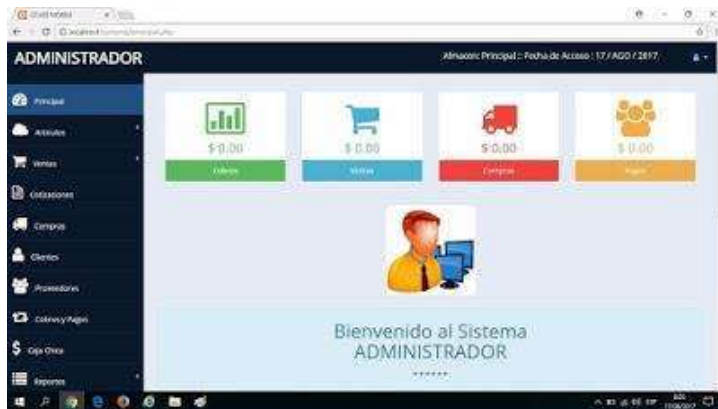 ADMINISTRADOR
Almacen: Principal :: Fecha de Acceso : 17 / AGO / 2017
Principal
Articulos
Ventas
Cotizaciones
Compras
Clientes
Proveedores
Cobros y Pagos
$ Caja Chica
Reportes
$ 0.00
$ 0.00
$ 0.00
$ 0.00
Cobros
Ventas
Compras
Pagos
Bienvenido al Sistema
ADMINISTRADOR